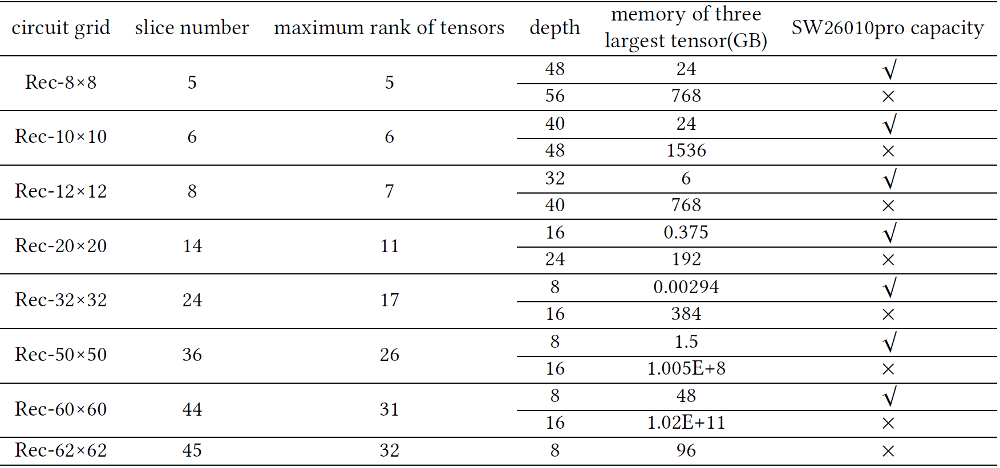 circuit grid slice number maximum rank of tensors depth memory of three largest tensor(GB) SW26010pro capacity
Rec-8×8 5 5 48 24 √
56 768 ×
Rec-10×10 6 6 40 24 √
48 1536 ×
Rec-12×12 8 7 32 6 √
40 768 ×
Rec-20×20 14 11 16 0.375 √
24 192 ×
Rec-32×32 24 17 8 0.00294 √
16 384 ×
Rec-50×50 36 26 8 1.5 √
16 1.005E+8 ×
Rec-60×60 44 31 8 48 √
16 1.02E+11 ×
Rec-62×62 45 32 8 96 ×